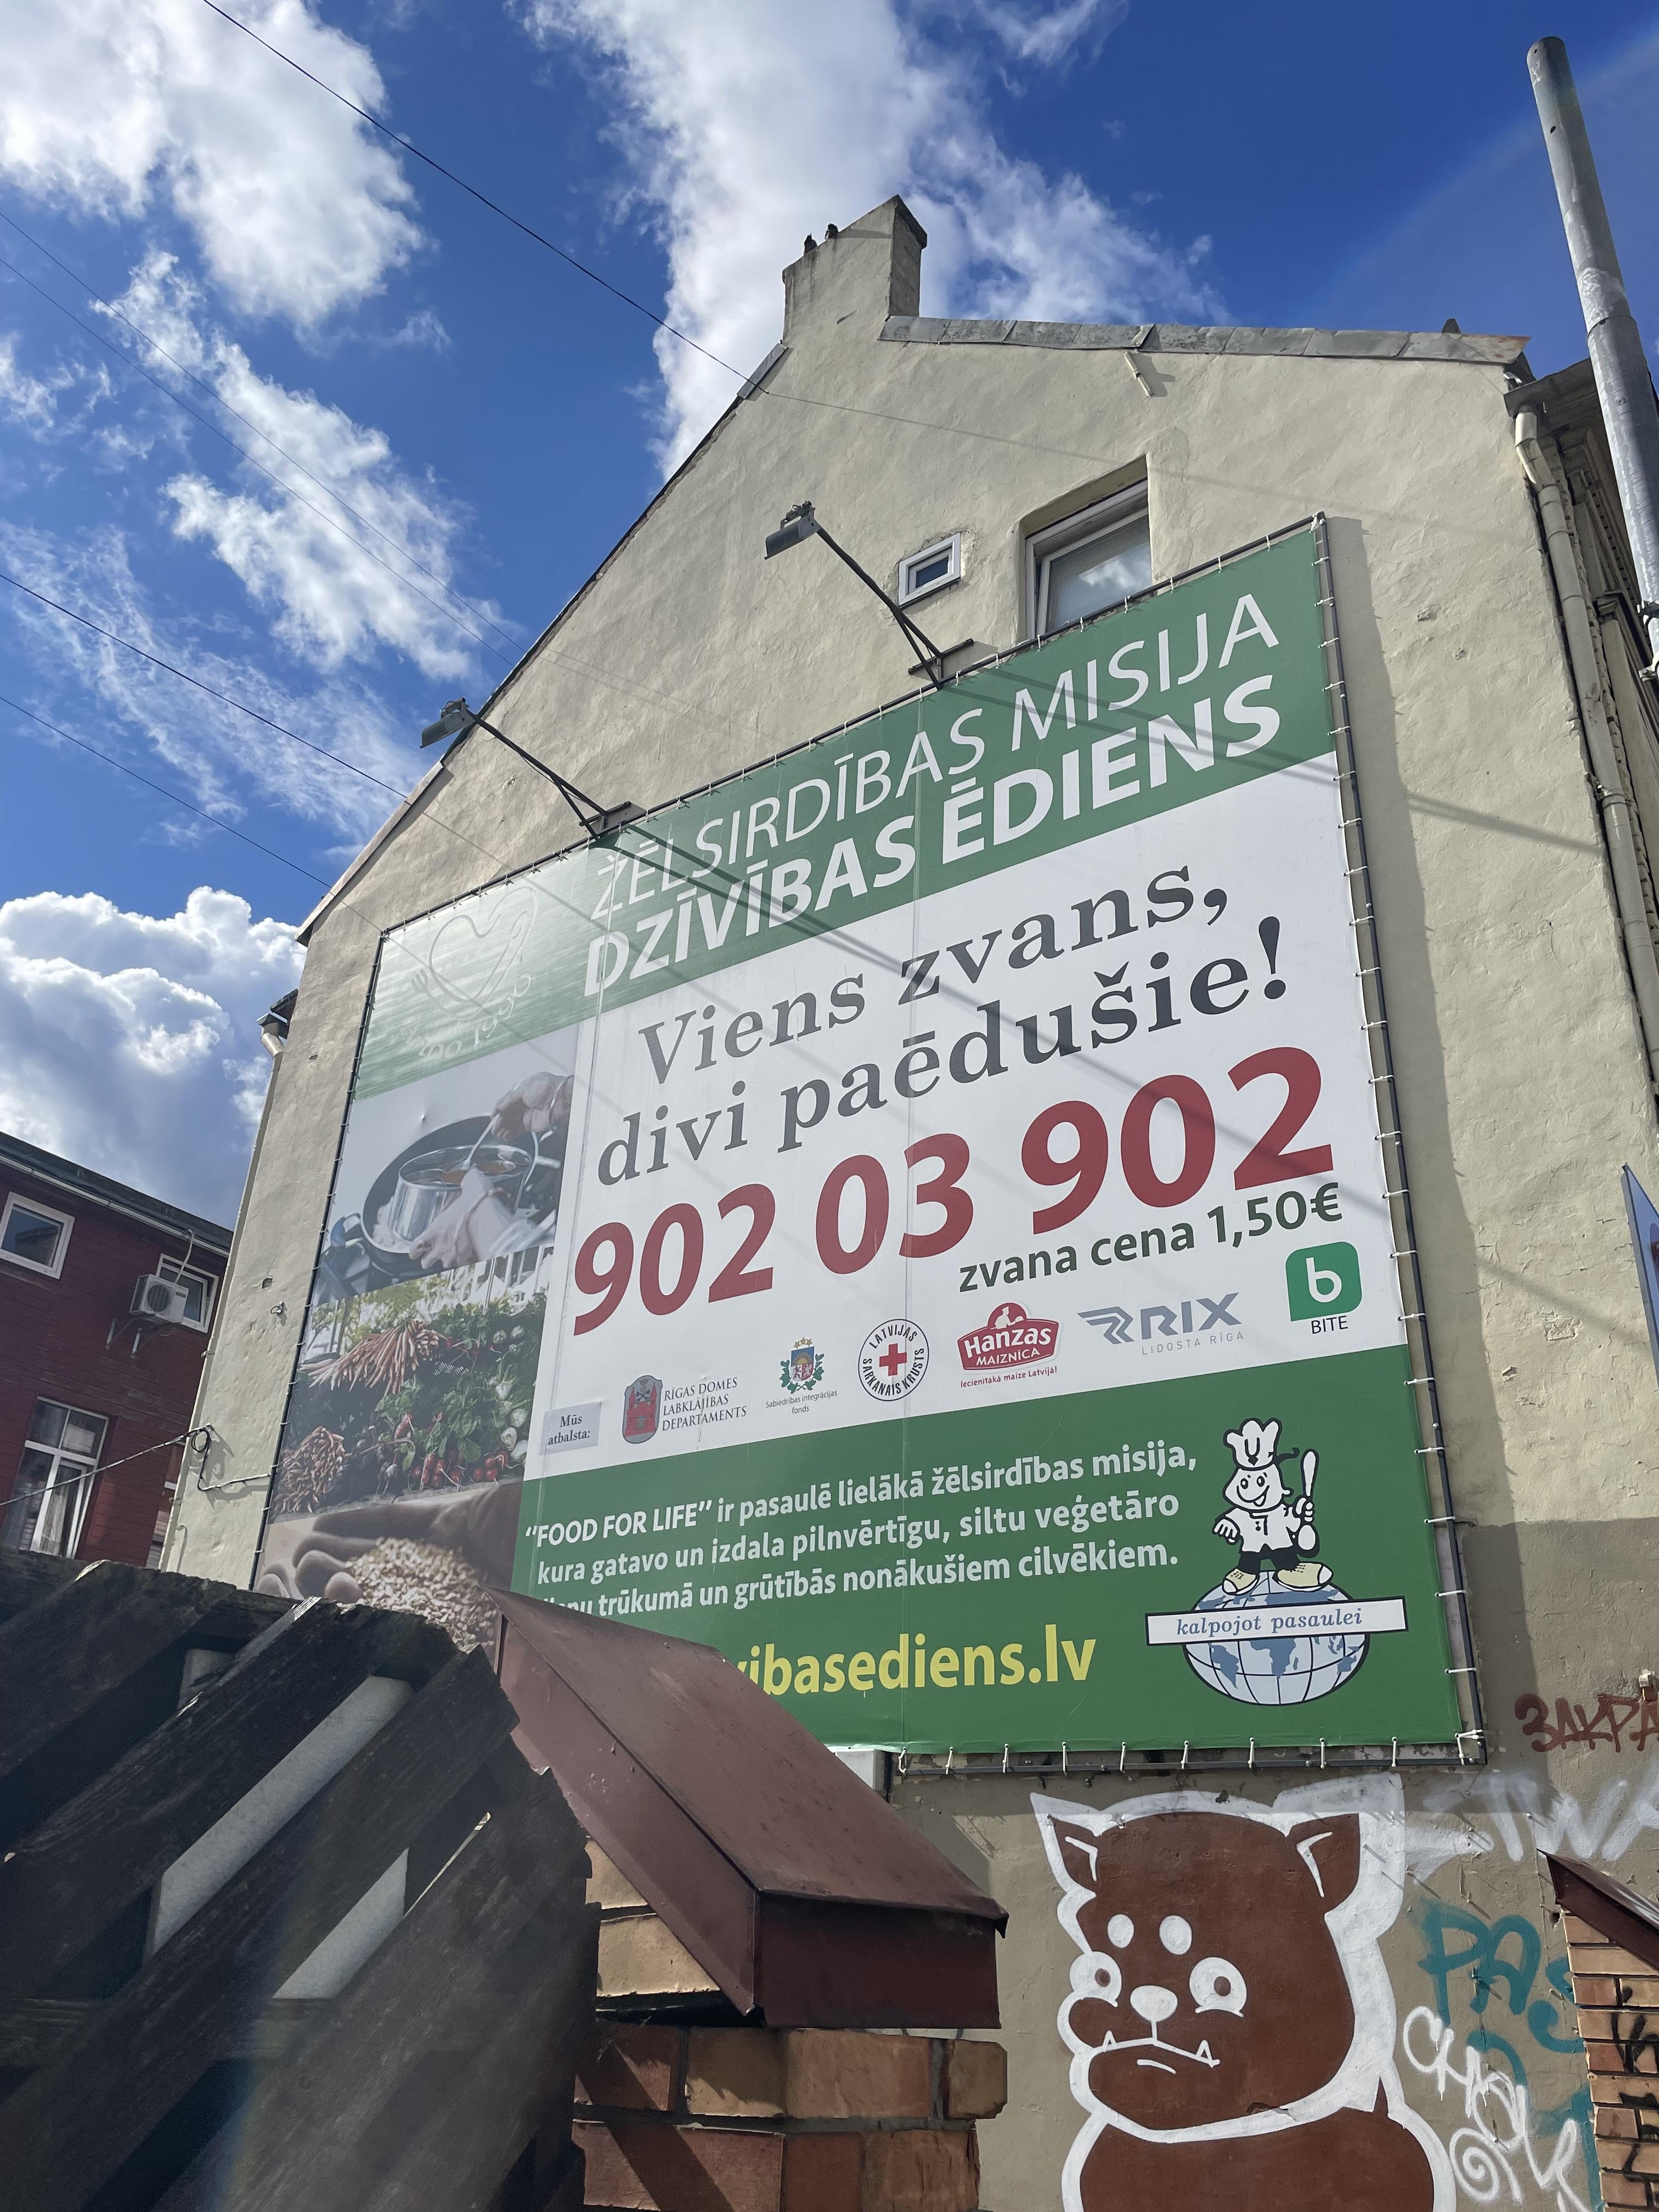 ŽĒLSIRDĪBAS MISIJA
DZĪVĪBAS ĒDIENS
Viens zvans,
divi paēdušie!
902 03 902
zvana cena 1,50€
Mūs
atbalsta:
RĪGAS DOMES
LABKLĀJĪBAS
DEPARTAMENTS
Sabiedrības integrācijas
fonds
LATVIJAS
SARKANAIS KRUSTS
Hanzas
MAIZNĪCA
Iecienītākā maize Latvijā!
RIX
LIDOSTA RĪGA
b
BITE
“FOOD FOR LIFE” ir pasaulē lielākā žēlsirdības misija,
kura gatavo un izdala pilnvērtīgu, siltu veģetāro
trūkumā un grūtībās nonākušiem cilvēkiem.
vibasediens.lv
kalpojot pasaulei